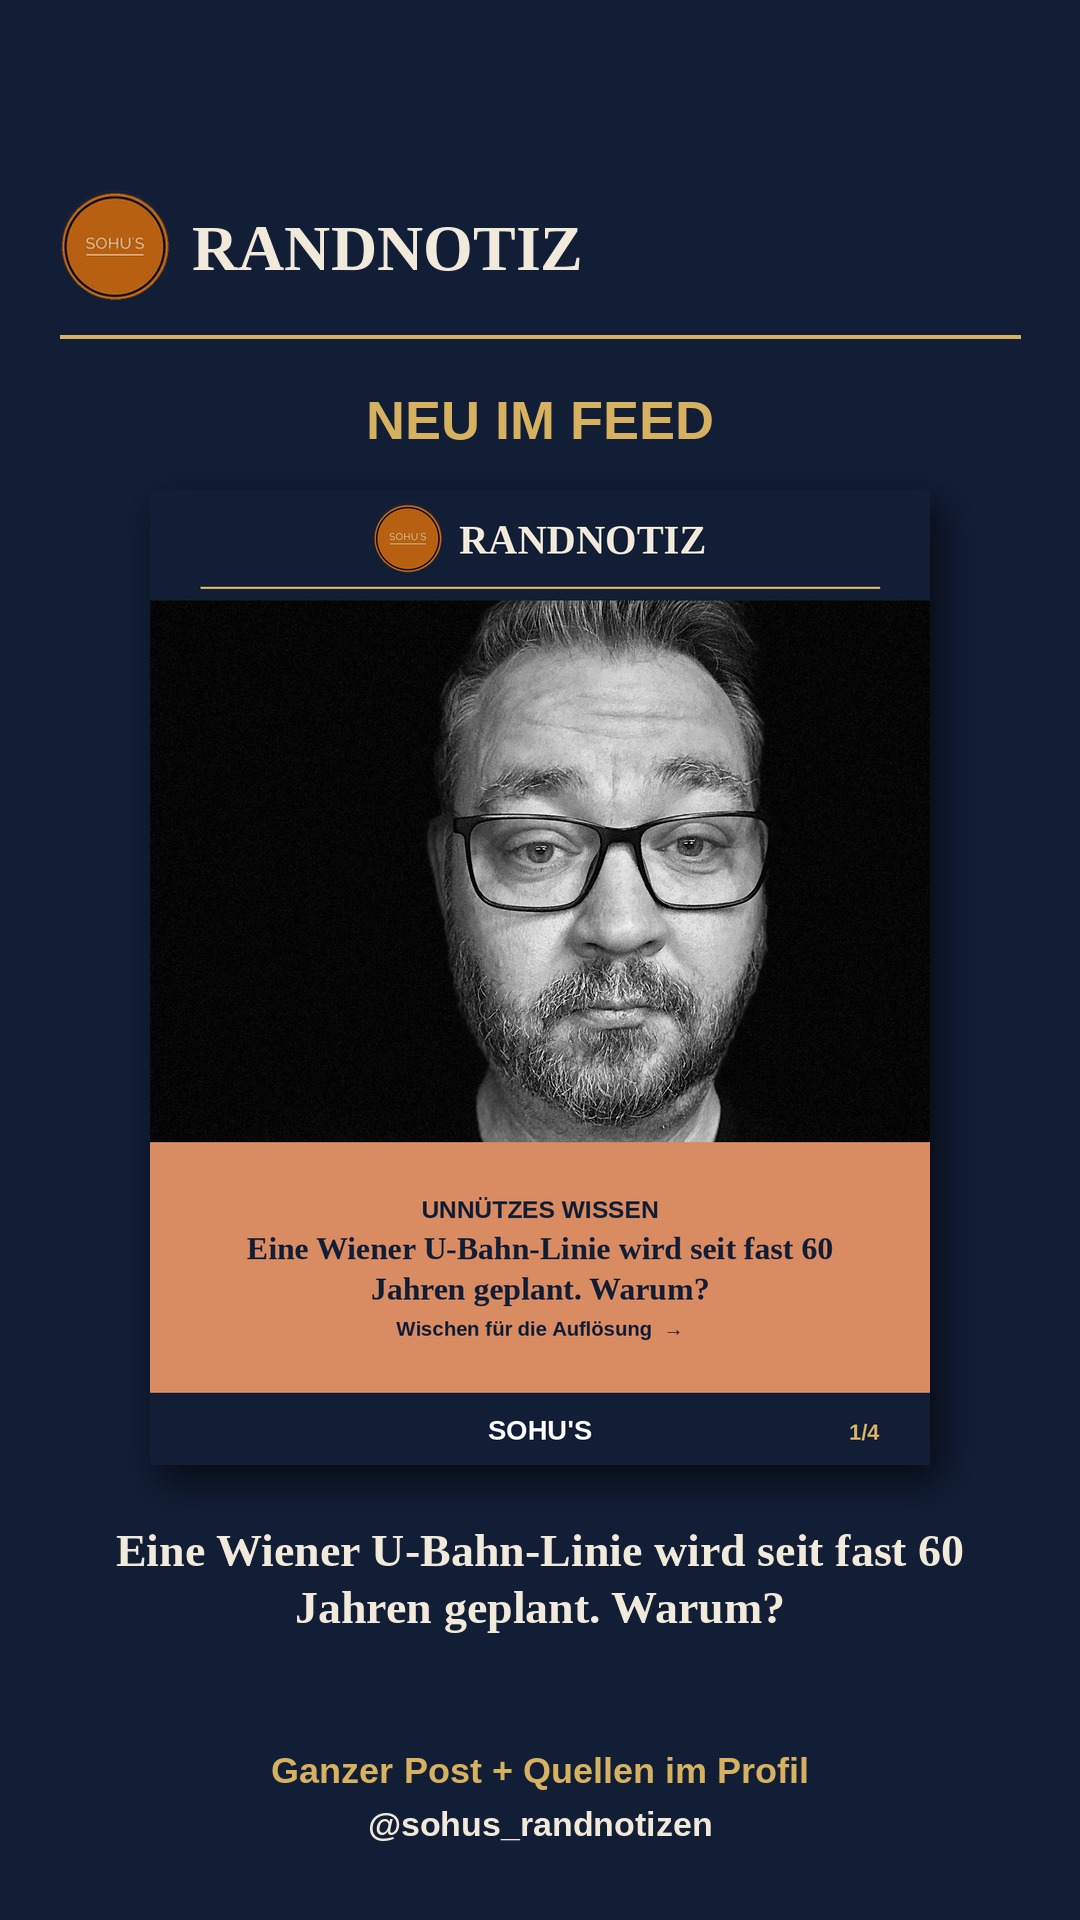 SOHU'S
RANDNOTIZ
NEU IM FEED
SOHU'S
RANDNOTIZ
UNNÜTZES WISSEN
Eine Wiener U-Bahn-Linie wird seit fast 60
Jahren geplant. Warum?
Wischen für die Auflösung →
SOHU'S
1/4
Eine Wiener U-Bahn-Linie wird seit fast 60
Jahren geplant. Warum?
Ganzer Post + Quellen im Profil
@sohus_randnotizen